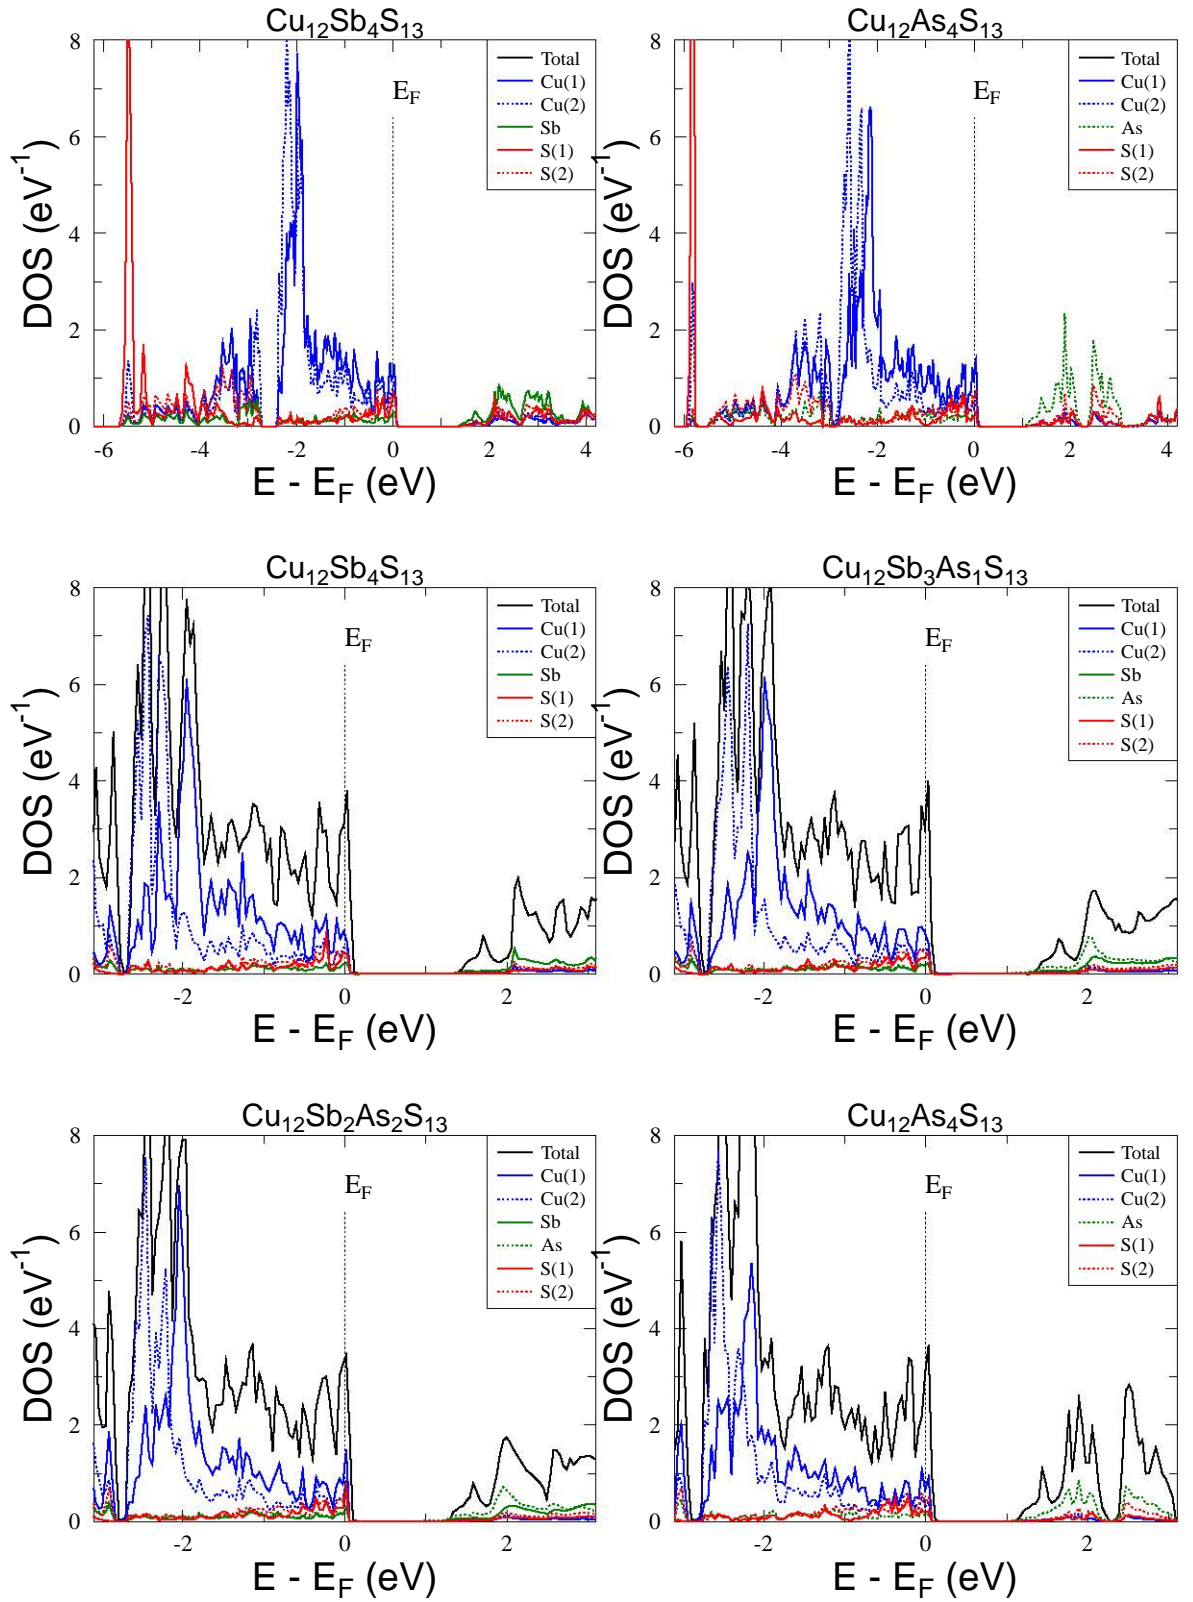 Cu12Sb4S13
8
6
4
2
0
DOS (eV-1)
-6 -4 -2 0 2 4
E - EF (eV)
EF
Total
Cu(1)
Cu(2)
Sb
S(1)
S(2)
Cu12As4S13
8
6
4
2
0
DOS (eV-1)
-6 -4 -2 0 2 4
E - EF (eV)
EF
Total
Cu(1)
Cu(2)
As
S(1)
S(2)
Cu12Sb4S13
8
6
4
2
0
DOS (eV-1)
-2 0 2
E - EF (eV)
EF
Total
Cu(1)
Cu(2)
Sb
S(1)
S(2)
Cu12Sb3As1S13
8
6
4
2
0
DOS (eV-1)
-2 0 2
E - EF (eV)
EF
Total
Cu(1)
Cu(2)
Sb
As
S(1)
S(2)
Cu12Sb2As2S13
8
6
4
2
0
DOS (eV-1)
-2 0 2
E - EF (eV)
EF
Total
Cu(1)
Cu(2)
Sb
As
S(1)
S(2)
Cu12As4S13
8
6
4
2
0
DOS (eV-1)
-2 0 2
E - EF (eV)
EF
Total
Cu(1)
Cu(2)
As
S(1)
S(2)